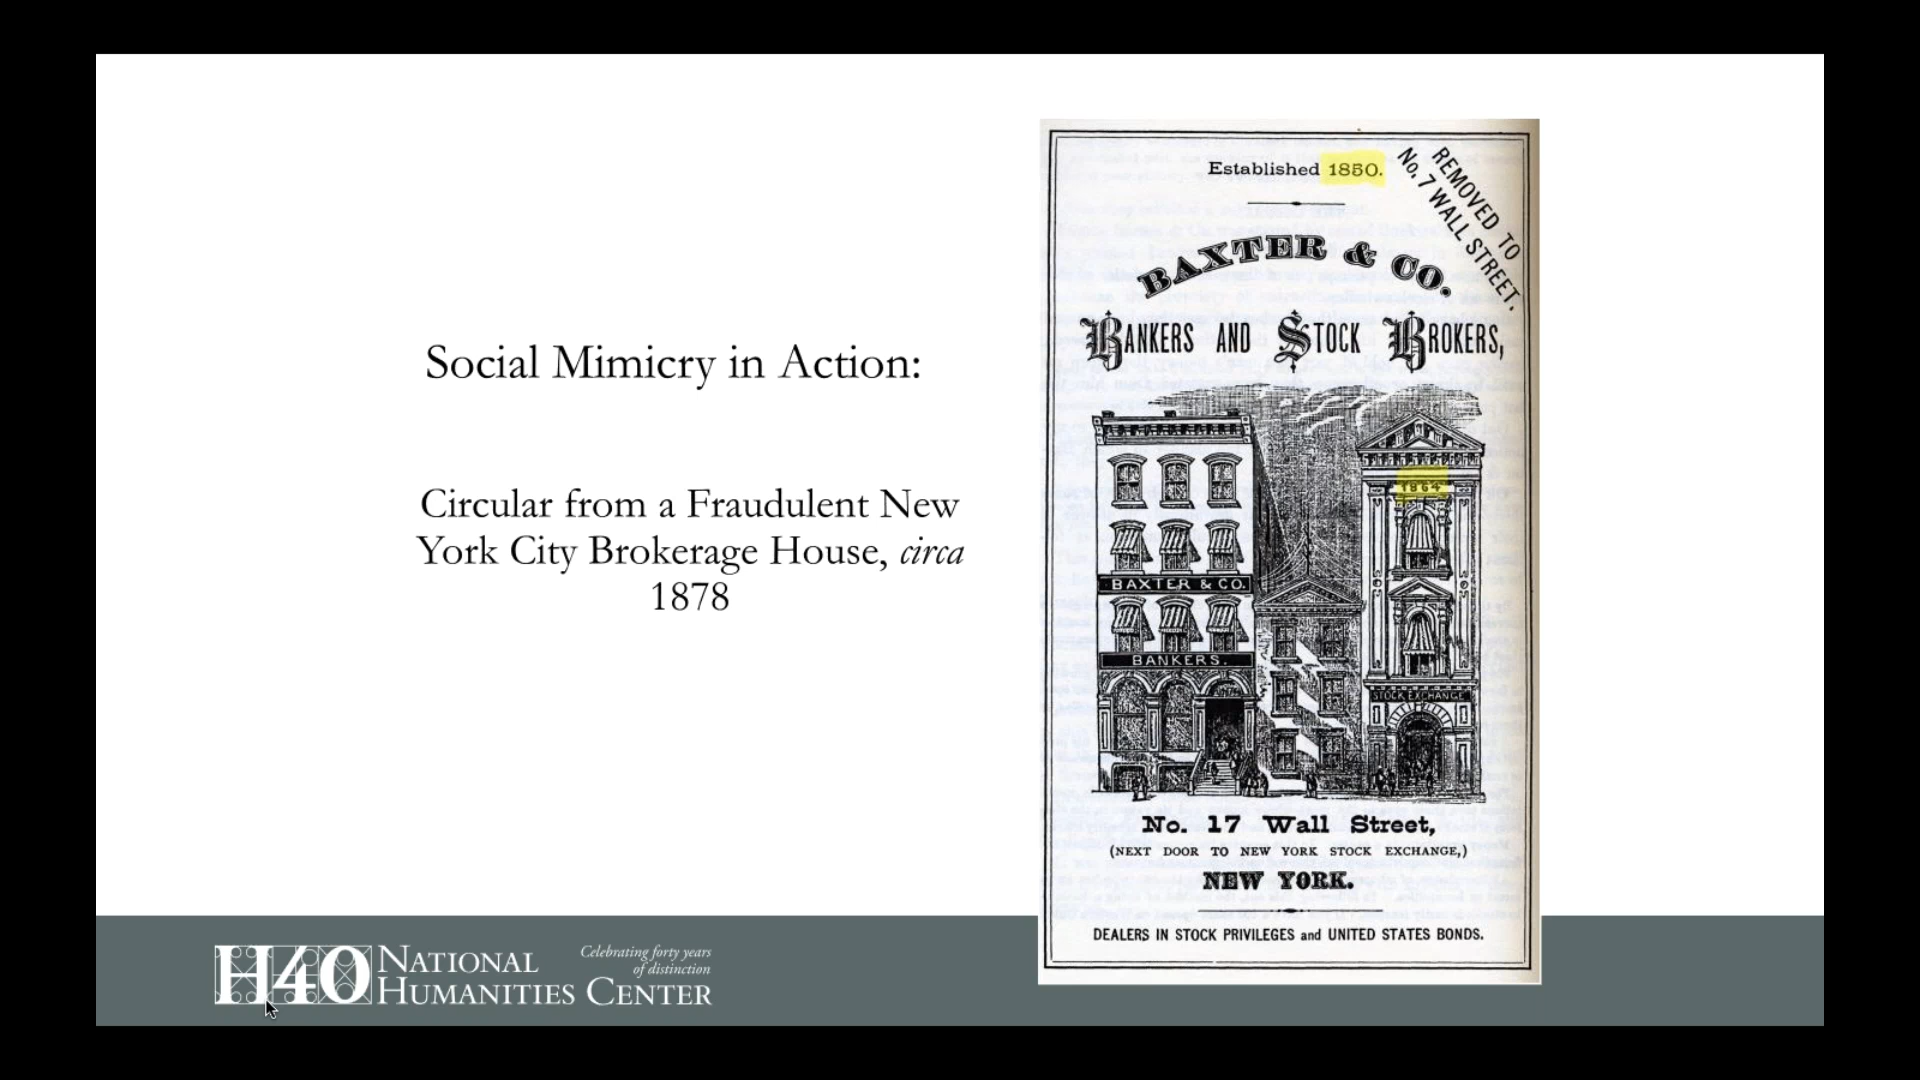 Social Mimicry in Action:
Circular from a Fraudulent New
York City Brokerage House, circa
1878
Established 1850.
REMOVED TO
No. 7 WALL STREET.
BAXTER & CO.
BANKERS AND STOCK BROKERS,
1864
BAXTER & CO.
BANKERS.
STOCK EXCHANGE
No. 17 Wall Street,
(NEXT DOOR TO NEW YORK STOCK EXCHANGE,)
NEW YORK.
DEALERS IN STOCK PRIVILEGES and UNITED STATES BONDS.
H40
NATIONAL
HUMANITIES CENTER
Celebrating forty years
of distinction